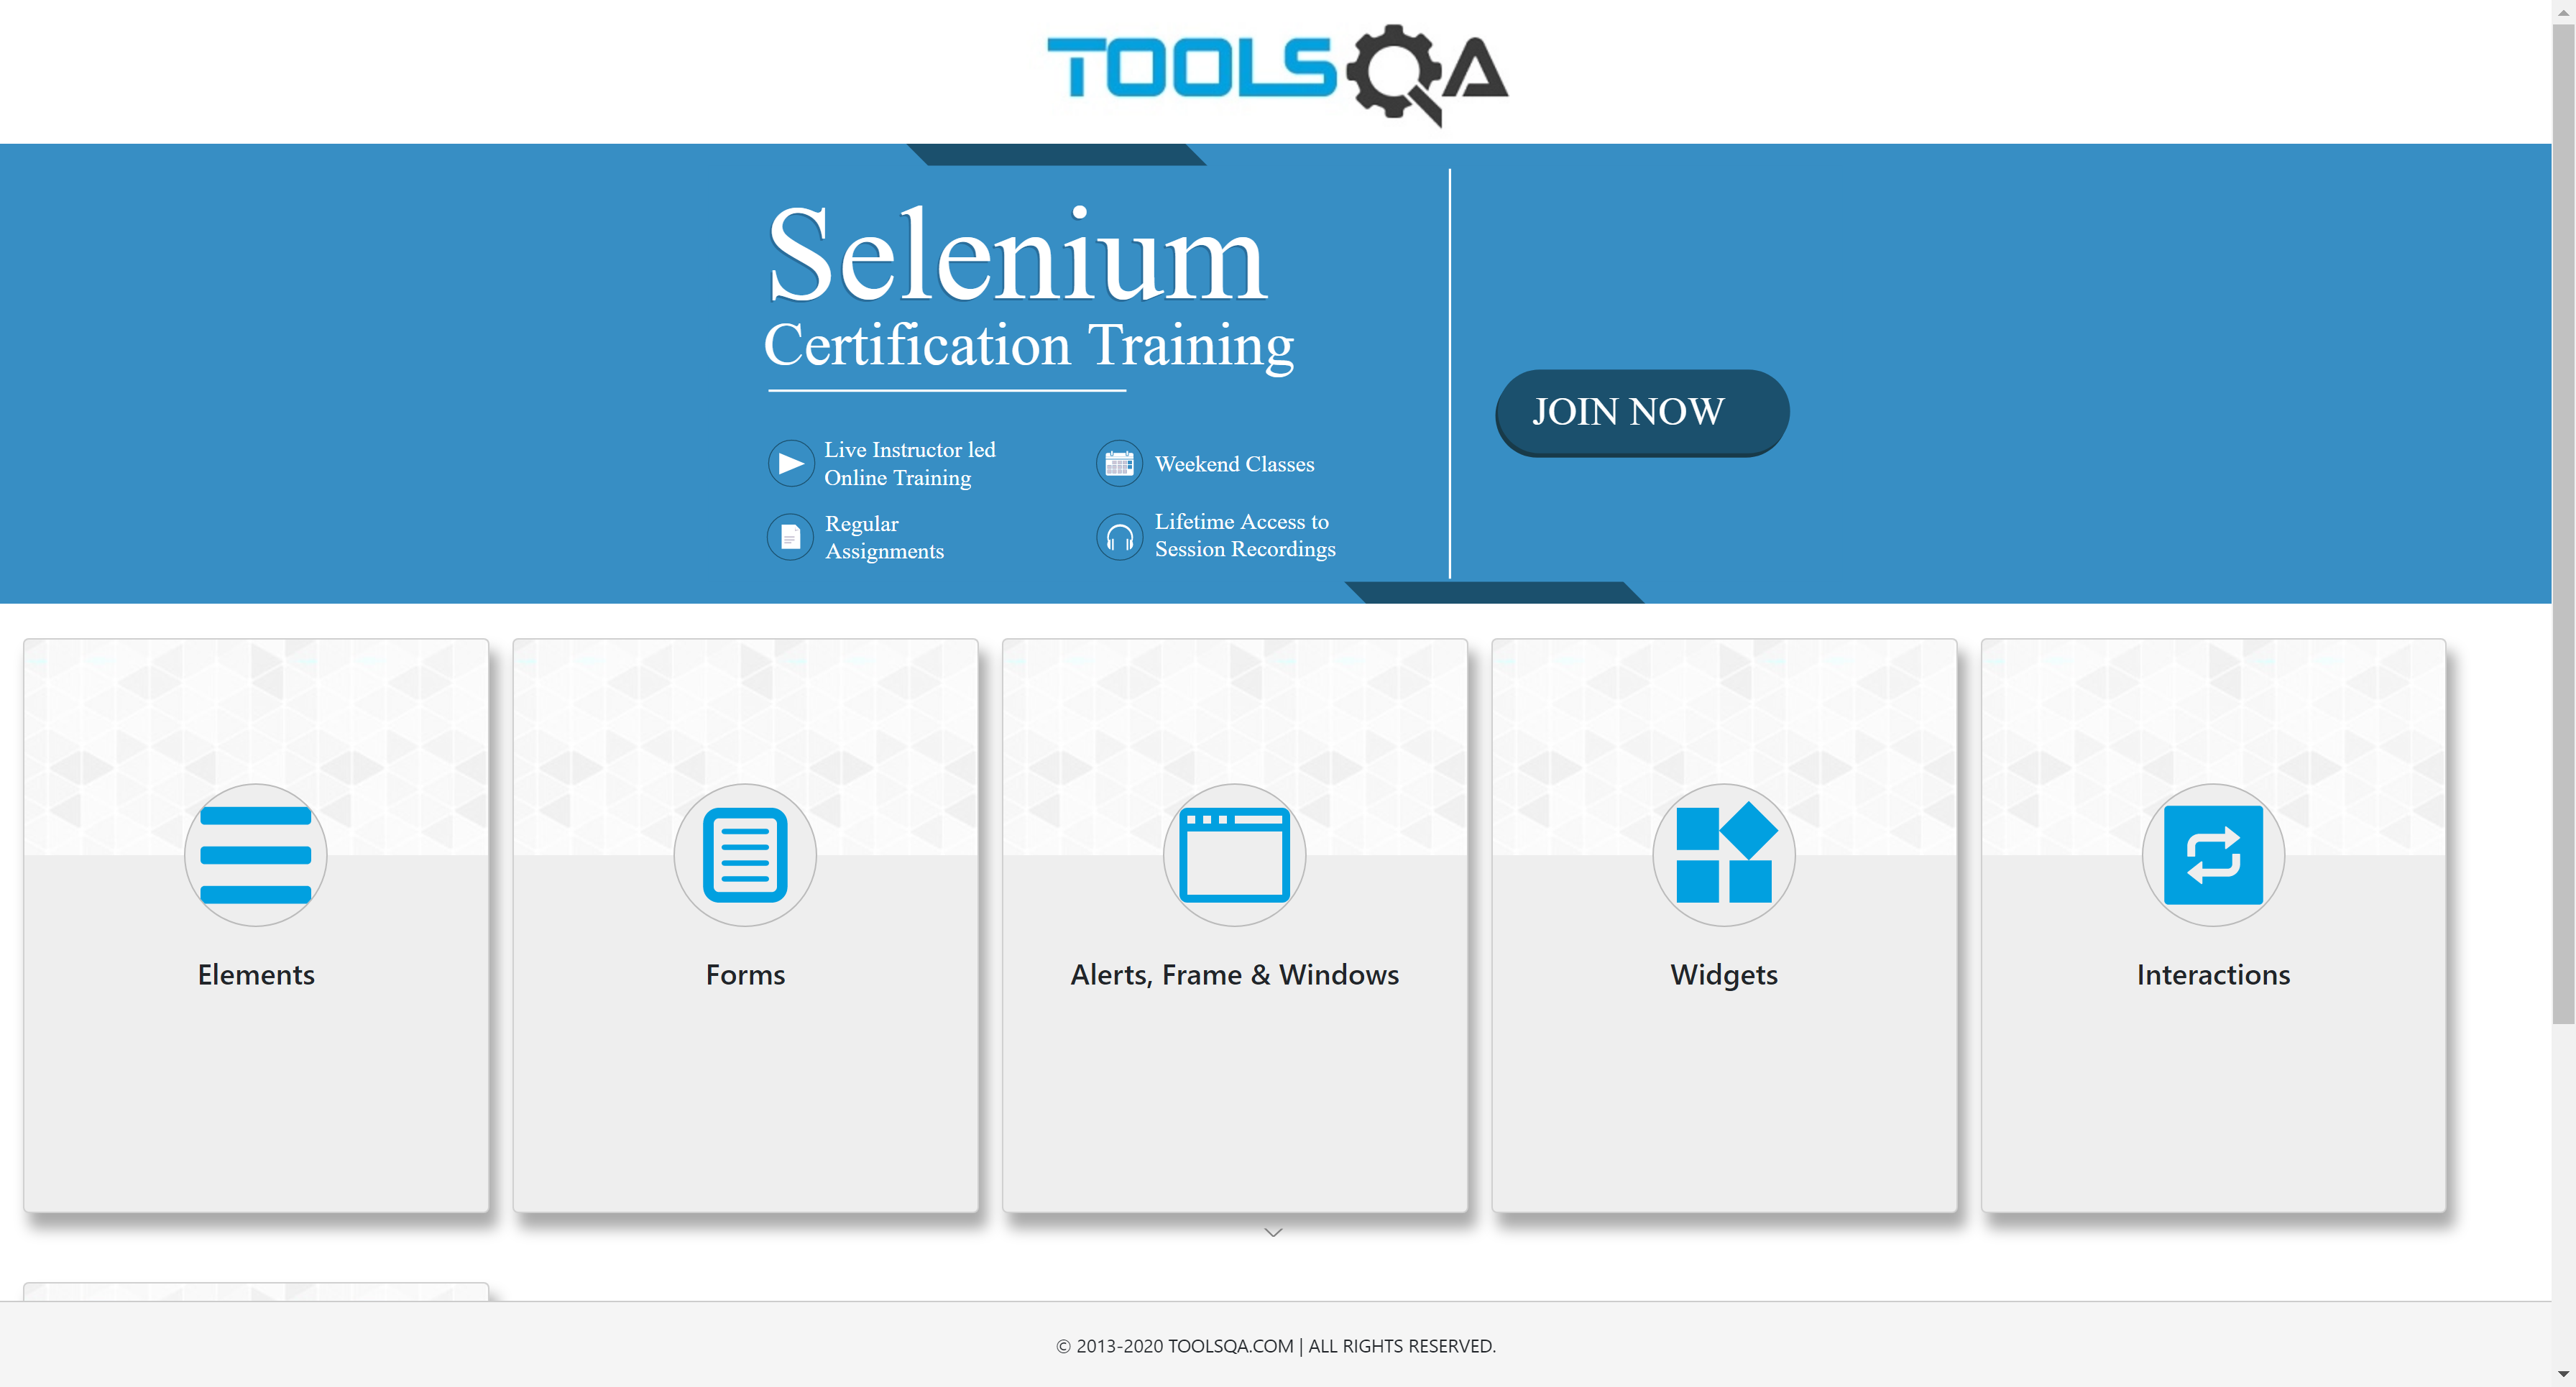 TOOLSQA
Selenium
Certification Training
JOIN NOW
Live Instructor led
Online Training
Weekend Classes
Regular
Assignments
Lifetime Access to
Session Recordings
Elements
Forms
Alerts, Frame & Windows
Widgets
Interactions
© 2013-2020 TOOLSQA.COM | ALL RIGHTS RESERVED.